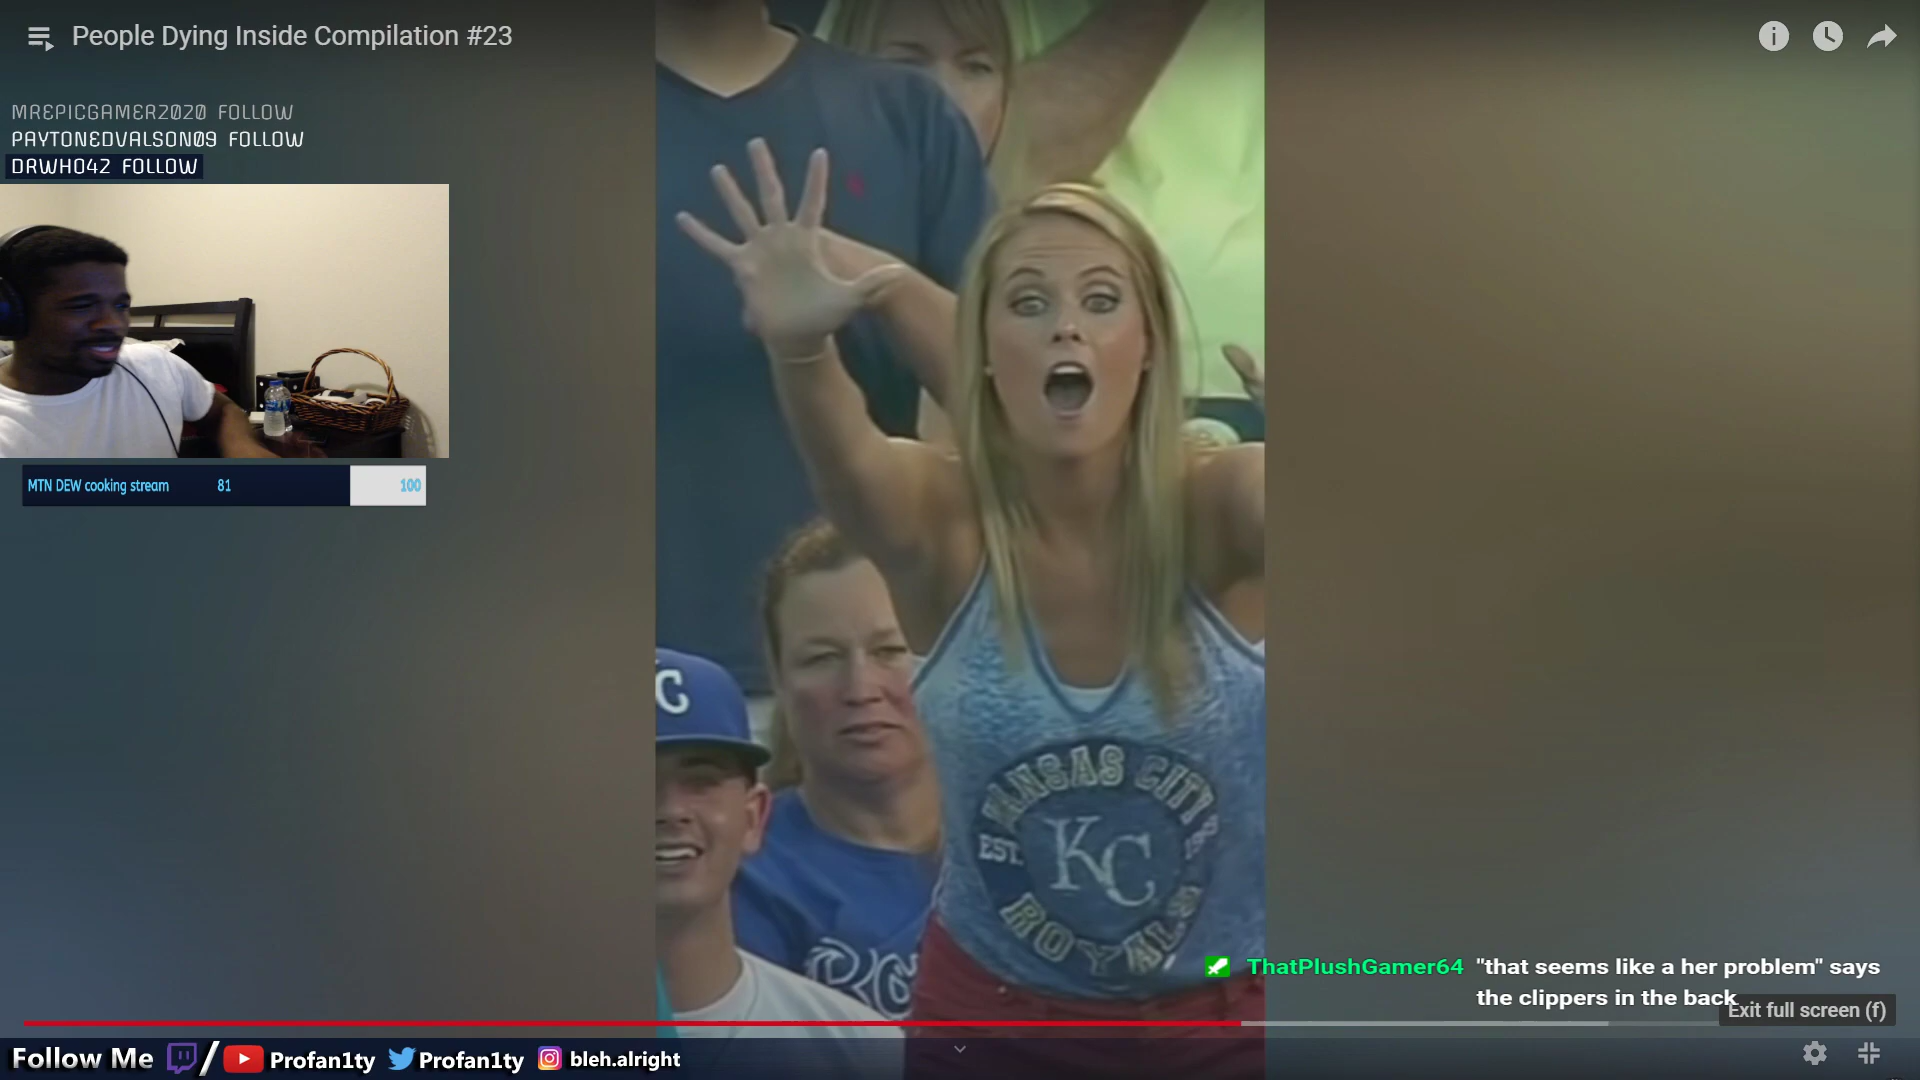 People Dying Inside Compilation #23
MREPICGAMER2020 FOLLOW
PAYTONEDVALSON09 FOLLOW
DRWHO42 FOLLOW
MTN DEW cooking stream 81 100
KC
KANSAS CITY
EST.
KC
ROYALS
ThatPlushGamer64 "that seems like a her problem" says
the clippers in the back
Exit full screen (f)
Follow Me / Profan1ty Profan1ty bleh.alright